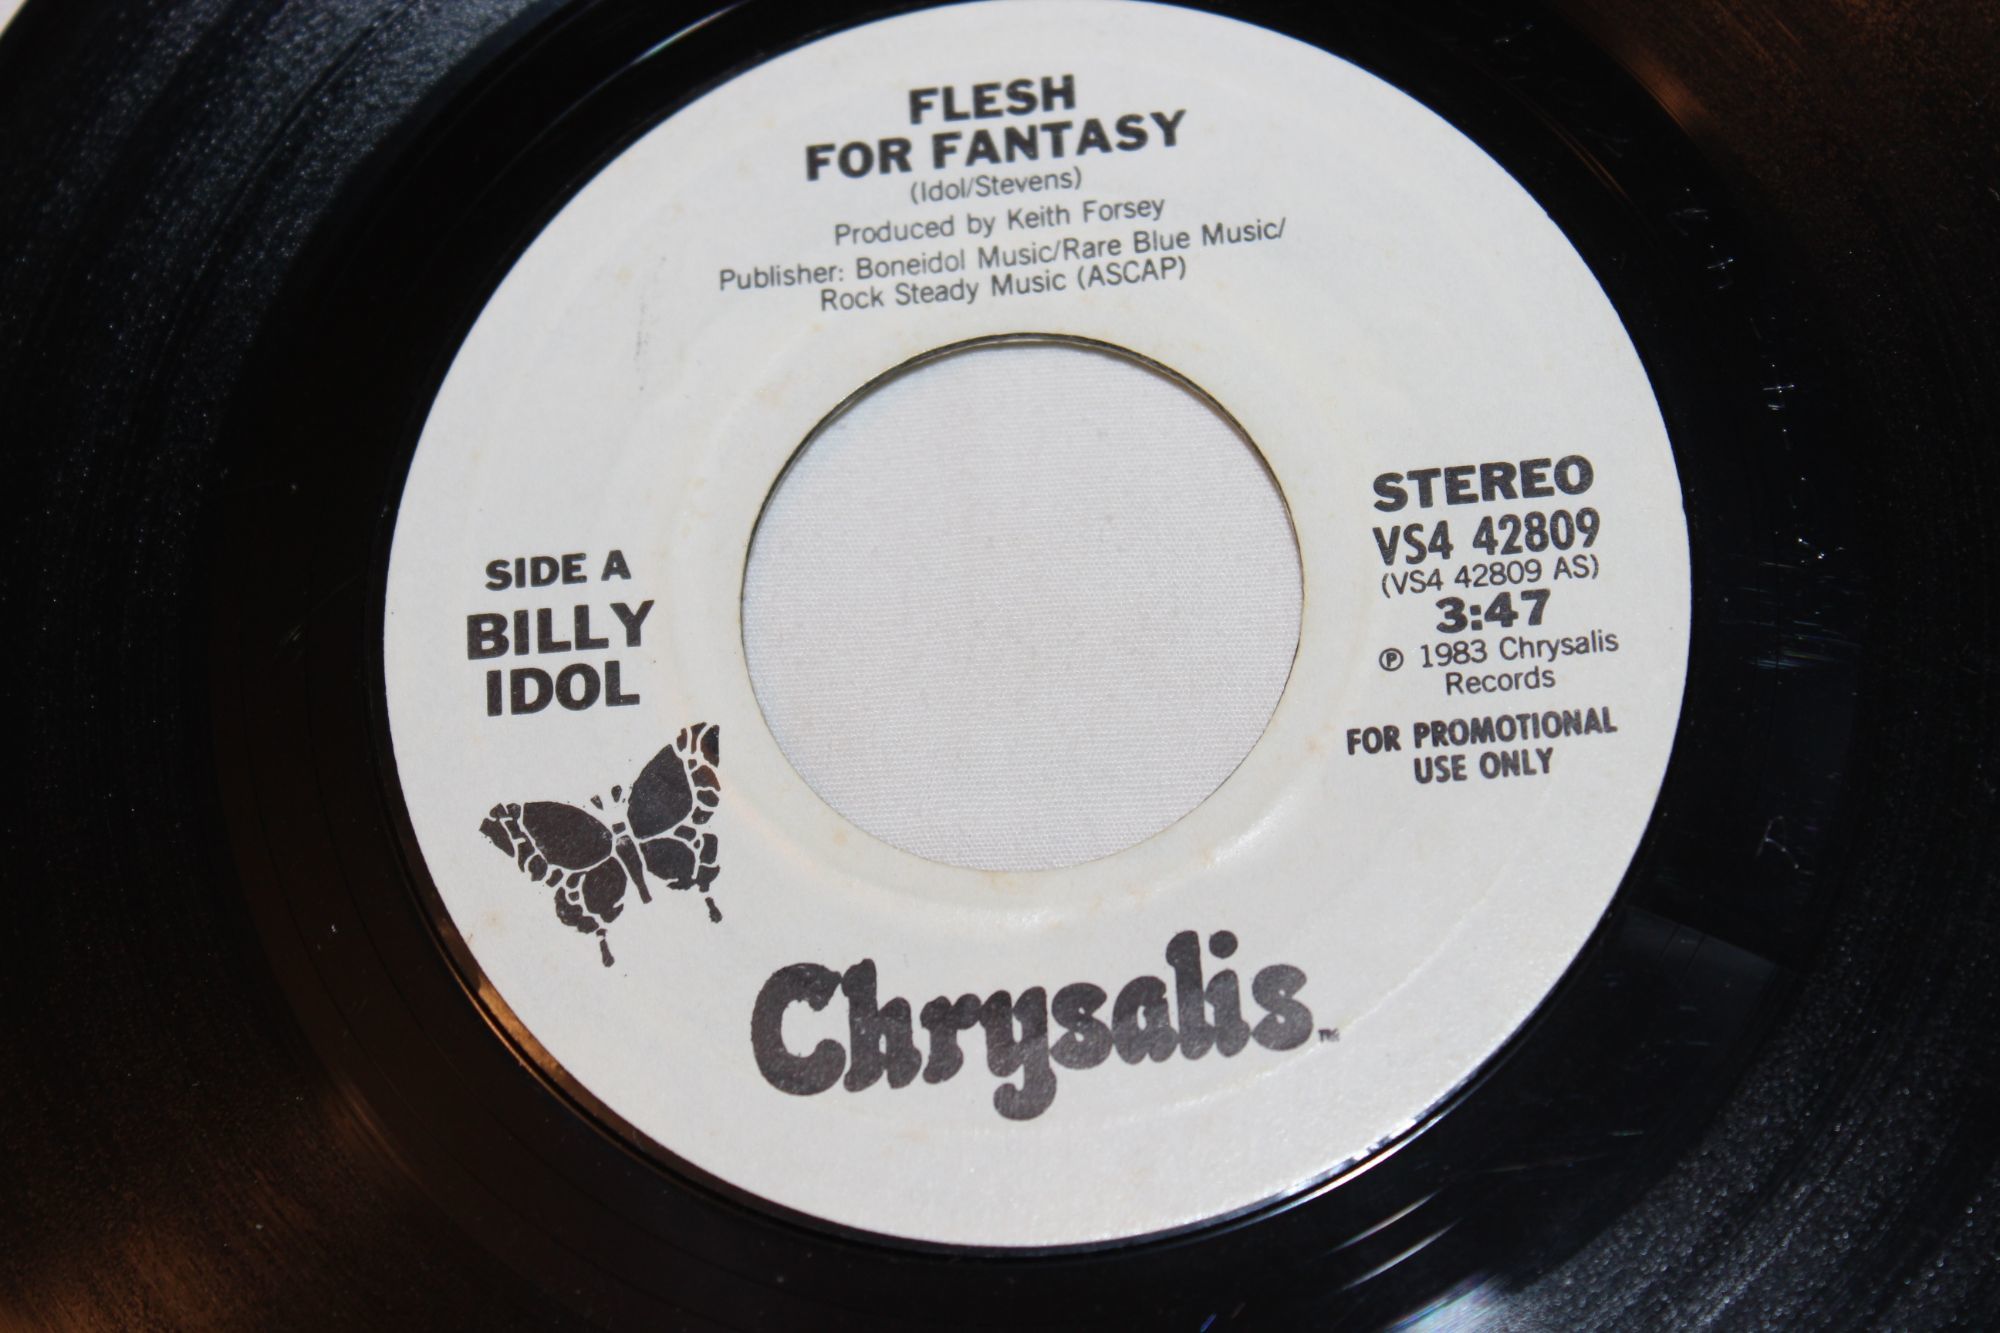 FLESH
FOR FANTASY
(Idol/Stevens)
Produced by Keith Forsey
Publisher: Boneidol Music/Rare Blue Music/
Rock Steady Music (ASCAP)
SIDE A
BILLY
IDOL
STEREO
VS4 42809
(VS4 42809 AS)
3:47
℗ 1983 Chrysalis
Records
FOR PROMOTIONAL
USE ONLY
Chrysalis™